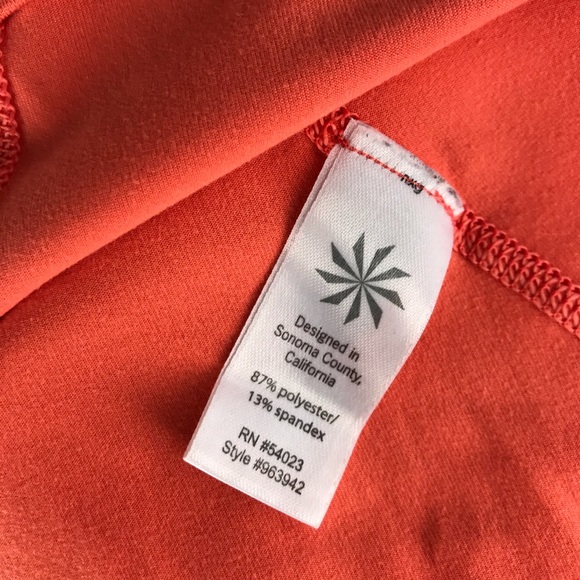 Designed in
Sonoma County,
California
87% polyester/
13% spandex
RN #54023
Style #963942